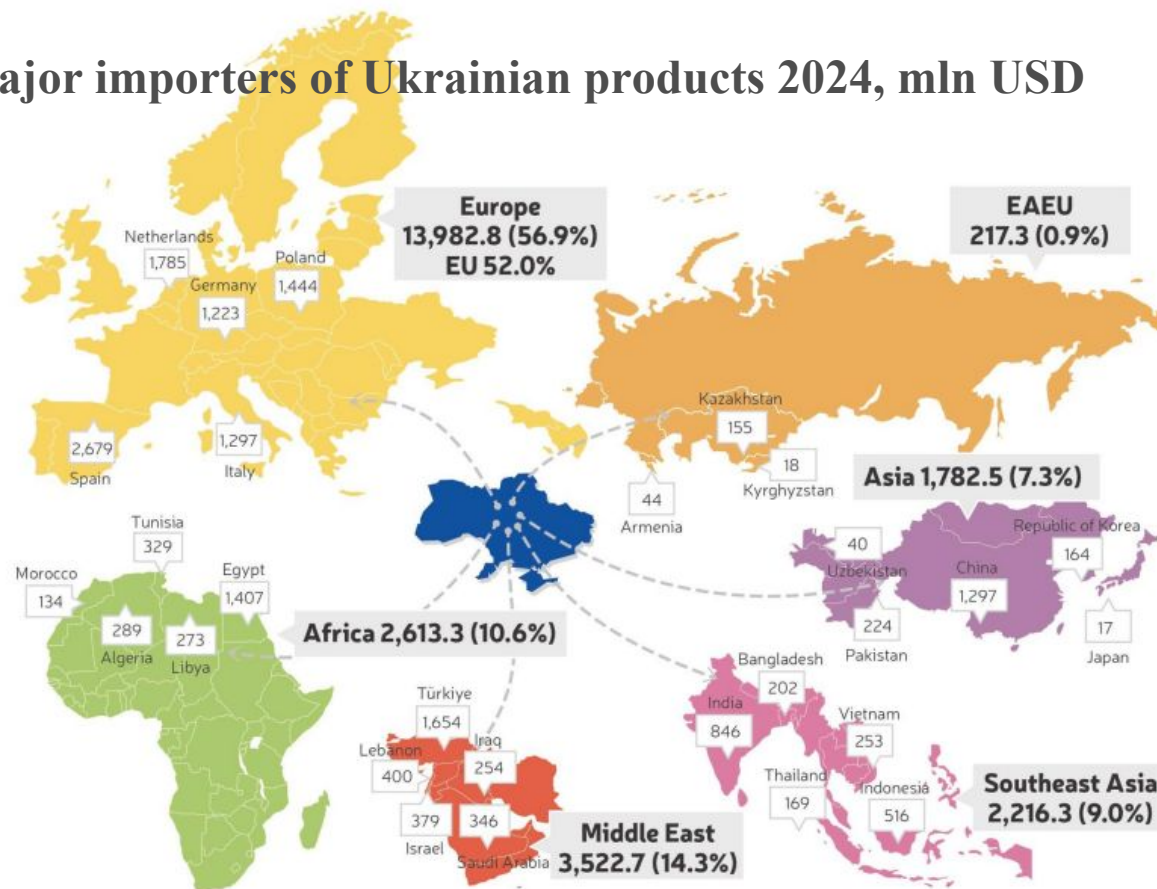 ajor importers of Ukrainian products 2024, mln USD
Europe
13,982.8 (56.9%)
EU 52.0%
EAEU
217.3 (0.9%)
Netherlands
1,785
Poland
1,444
Germany
1,223
2,679
Spain
1,297
Italy
Kazakhstan
155
18
Kyrghyzstan
44
Armenia
Asia 1,782.5 (7.3%)
Republic of Korea
164
40
Uzbekistan
China
1,297
224
Pakistan
17
Japan
Tunisia
329
Morocco
134
Egypt
1,407
289
Algeria
273
Libya
Africa 2,613.3 (10.6%)
Türkiye
1,654
Iraq
254
Lebanon
400
379
Israel
346
Saudi Arabia
Middle East
3,522.7 (14.3%)
Bangladesh
202
India
846
Vietnam
253
Thailand
169
Indonesia
516
Southeast Asia
2,216.3 (9.0%)